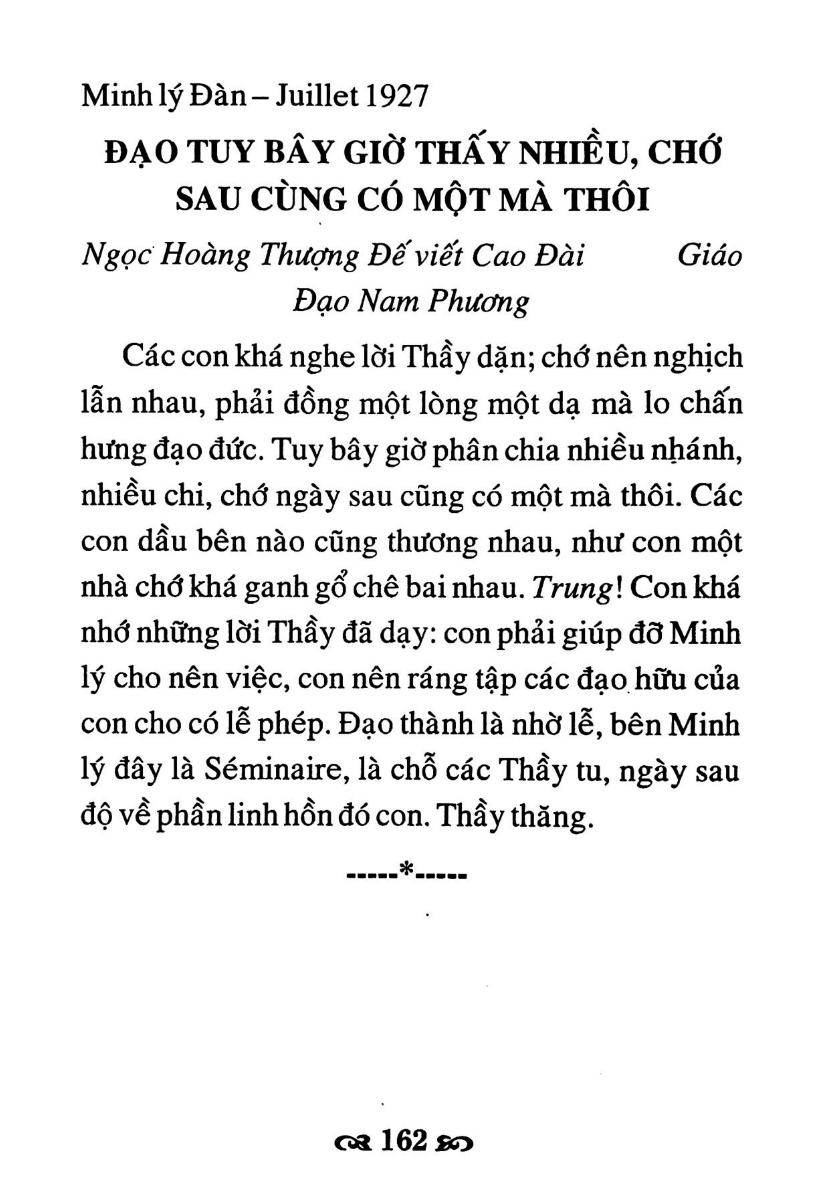 Minh lý Đàn – Juillet 1927
ĐẠO TUY BÂY GIỜ THẤY NHIỀU, CHỚ
SAU CÙNG CÓ MỘT MÀ THÔI
Ngọc Hoàng Thượng Đế viết Cao Đài Giáo
Đạo Nam Phương
Các con khá nghe lời Thầy dặn; chớ nên nghịch
lẫn nhau, phải đồng một lòng một dạ mà lo chấn
hưng đạo đức. Tuy bây giờ phân chia nhiều nhánh,
nhiều chi, chớ ngày sau cũng có một mà thôi. Các
con dầu bên nào cũng thương nhau, như con một
nhà chớ khá ganh gổ chê bai nhau. Trung! Con khá
nhớ những lời Thầy đã dạy: con phải giúp đỡ Minh
lý cho nên việc, con nên ráng tập các đạo hữu của
con cho có lễ phép. Đạo thành là nhờ lễ, bên Minh
lý đây là Séminaire, là chỗ các Thầy tu, ngày sau
độ về phần linh hồn đó con. Thầy thăng.
-----*-----
162